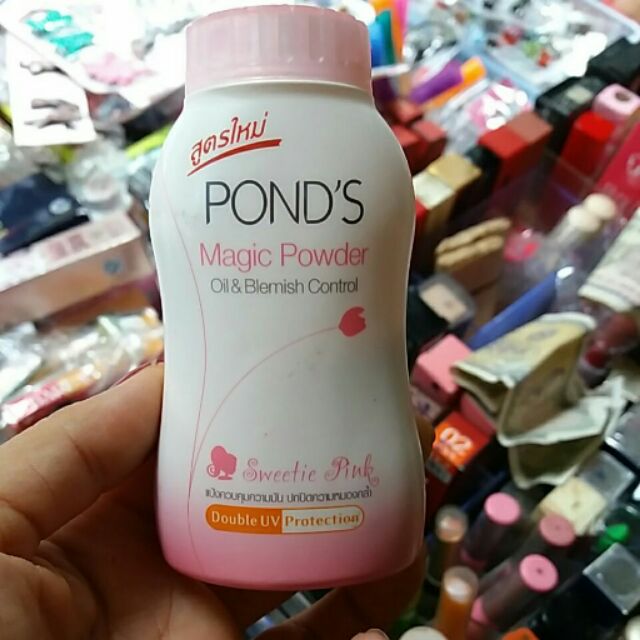 สูตรใหม่
POND'S
Magic Powder
Oil & Blemish Control
Sweetie Pink
แป้งควบคุมความมัน ปกปิดความหมองคล้ำ
Double UV Protection
02